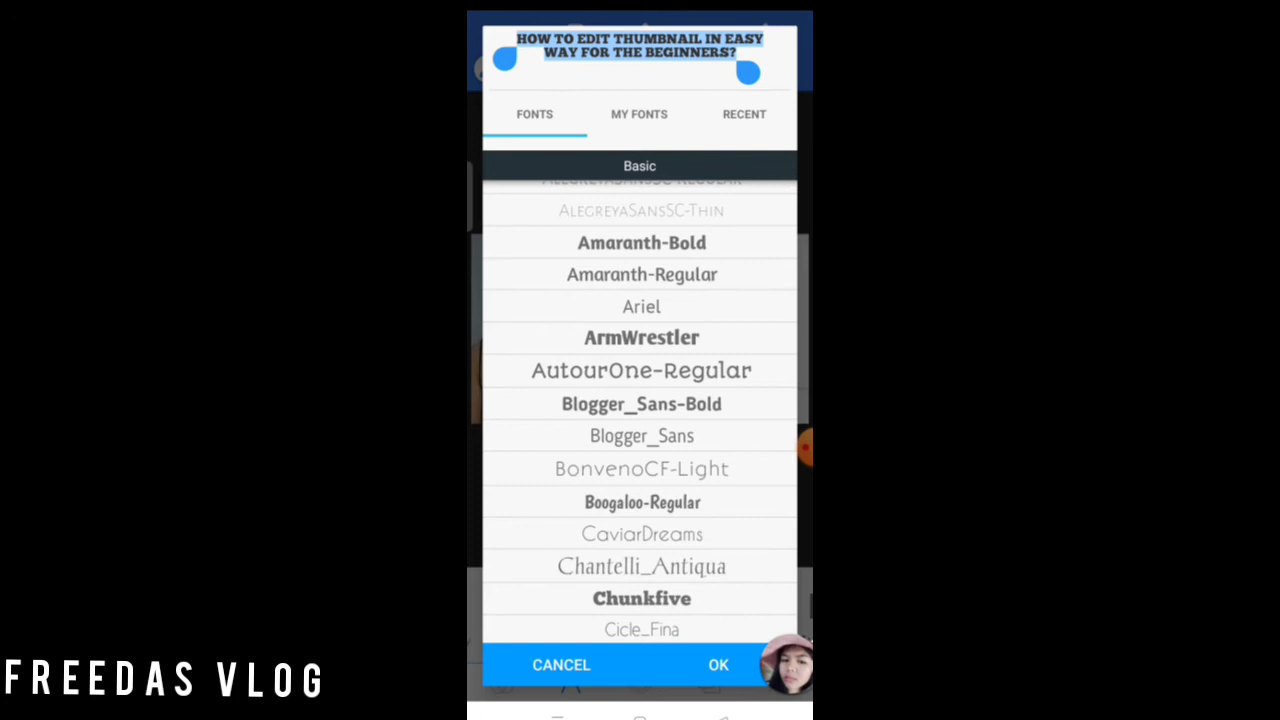 HOW TO EDIT THUMBNAIL IN EASY
WAY FOR THE BEGINNERS?
FONTS
MY FONTS
RECENT
Basic
AlegreyaSansSC-Regular
AlegreyaSansSC-Thin
Amaranth-Bold
Amaranth-Regular
Ariel
ArmWrestler
AutourOne-Regular
Blogger_Sans-Bold
Blogger_Sans
BonvenoCF-Light
Boogaloo-Regular
CaviarDreams
Chantelli_Antiqua
Chunkfive
Cicle_Fina
CANCEL
OK
FREEDAS VLOG